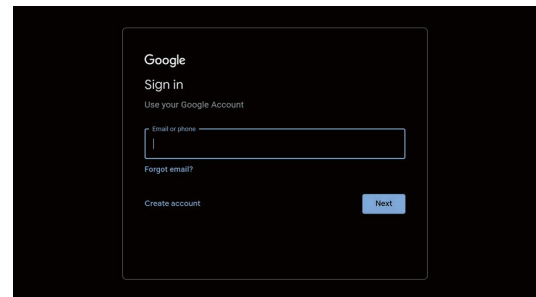 Google
Sign in
Use your Google Account
Email or phone
Forgot email?
Create account
Next